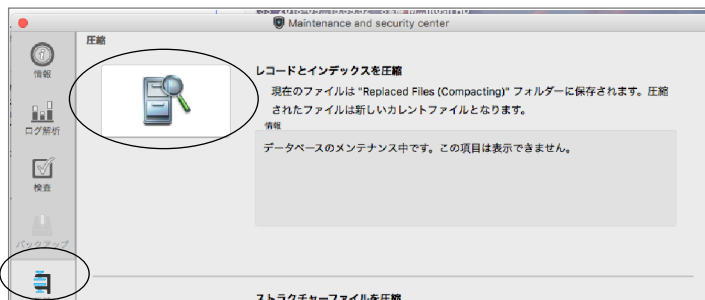 Maintenance and security center
圧縮
情報
ログ解析
検査
バックアップ
レコードとインデックスを圧縮
現在のファイルは "Replaced Files (Compacting)" フォルダーに保存されます。圧縮
されたファイルは新しいカレントファイルとなります。
情報
データベースのメンテナンス中です。この項目は表示できません。
ストラクチャーファイルを圧縮